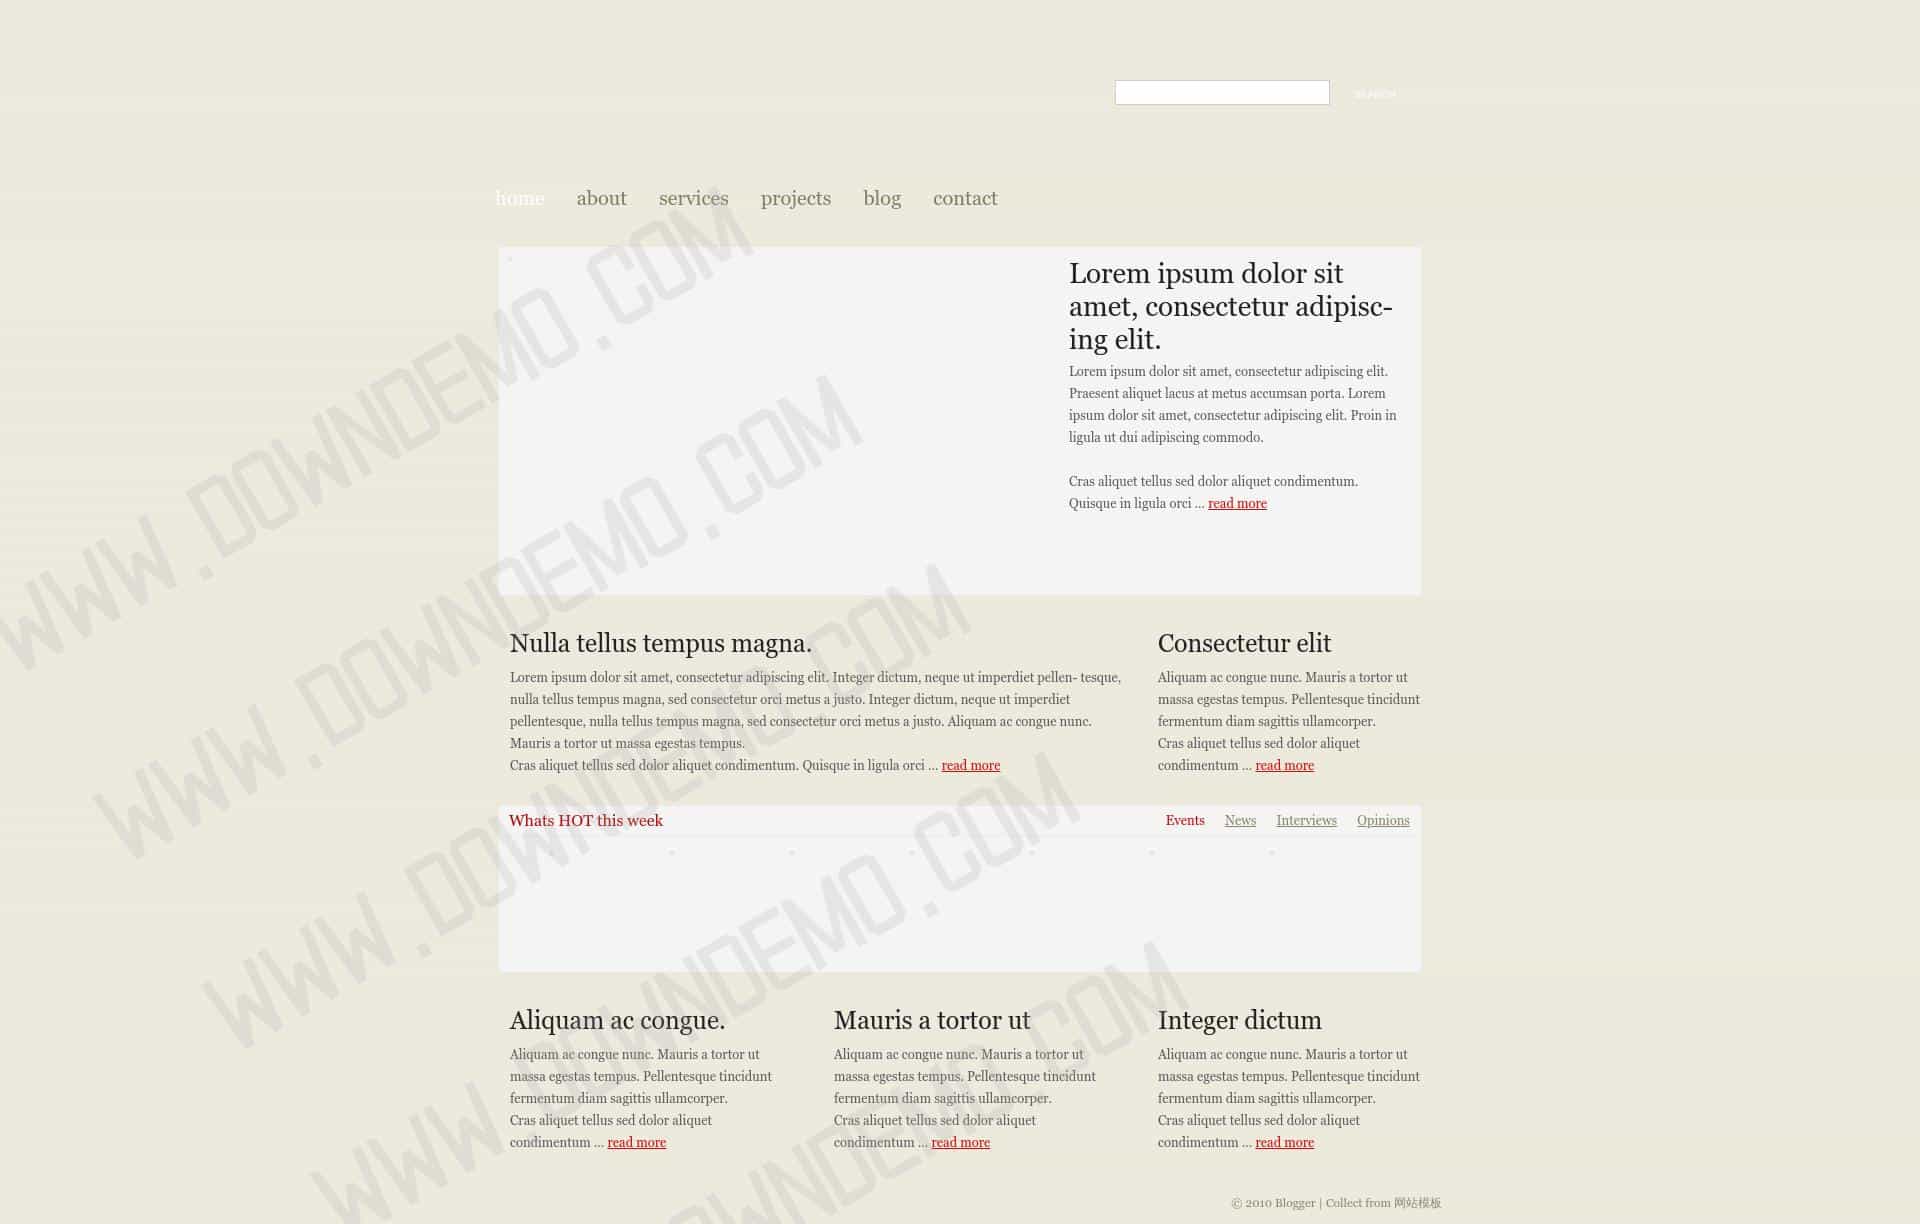 SEARCH
home about services projects blog contact
Lorem ipsum dolor sit
amet, consectetur adipisc-
ing elit.
Lorem ipsum dolor sit amet, consectetur adipiscing elit.
Praesent aliquet lacus at metus accumsan porta. Lorem
ipsum dolor sit amet, consectetur adipiscing elit. Proin in
ligula ut dui adipiscing commodo.
Cras aliquet tellus sed dolor aliquet condimentum.
Quisque in ligula orci ... read more
Nulla tellus tempus magna.
Lorem ipsum dolor sit amet, consectetur adipiscing elit. Integer dictum, neque ut imperdiet pellen- tesque,
nulla tellus tempus magna, sed consectetur orci metus a justo. Integer dictum, neque ut imperdiet
pellentesque, nulla tellus tempus magna, sed consectetur orci metus a justo. Aliquam ac congue nunc.
Mauris a tortor ut massa egestas tempus.
Cras aliquet tellus sed dolor aliquet condimentum. Quisque in ligula orci ... read more
Consectetur elit
Aliquam ac congue nunc. Mauris a tortor ut
massa egestas tempus. Pellentesque tincidunt
fermentum diam sagittis ullamcorper.
Cras aliquet tellus sed dolor aliquet
condimentum ... read more
Whats HOT this week
Events News Interviews Opinions
Aliquam ac congue.
Aliquam ac congue nunc. Mauris a tortor ut
massa egestas tempus. Pellentesque tincidunt
fermentum diam sagittis ullamcorper.
Cras aliquet tellus sed dolor aliquet
condimentum ... read more
Mauris a tortor ut
Aliquam ac congue nunc. Mauris a tortor ut
massa egestas tempus. Pellentesque tincidunt
fermentum diam sagittis ullamcorper.
Cras aliquet tellus sed dolor aliquet
condimentum ... read more
Integer dictum
Aliquam ac congue nunc. Mauris a tortor ut
massa egestas tempus. Pellentesque tincidunt
fermentum diam sagittis ullamcorper.
Cras aliquet tellus sed dolor aliquet
condimentum ... read more
© 2010 Blogger | Collect from 网站模板
WWW.DOWNDEMO.COM
WWW.DOWNDEMO.COM
WWW.DOWNDEMO.COM
WWW.DOWNDEMO.COM
WNDEMO.COM